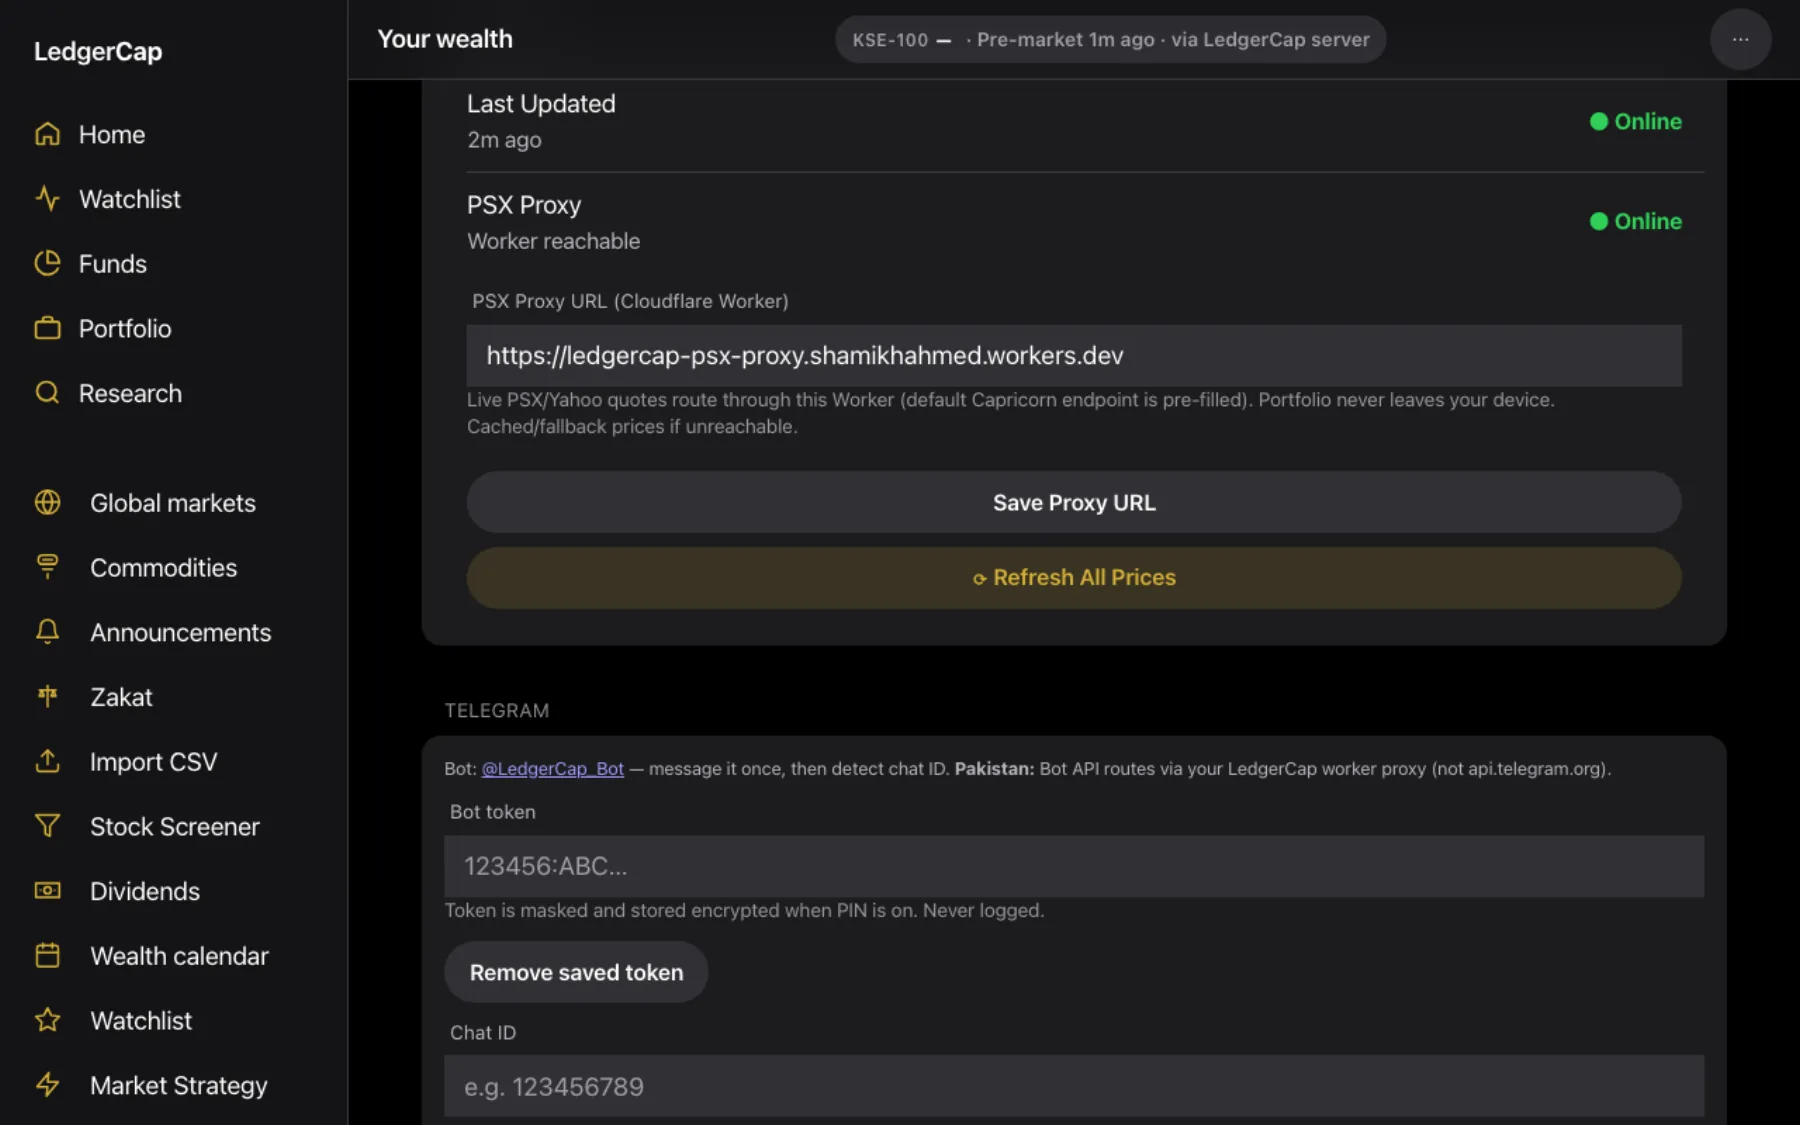 LedgerCap
Home
Watchlist
Funds
Portfolio
Research
Global markets
Commodities
Announcements
Zakat
Import CSV
Stock Screener
Dividends
Wealth calendar
Watchlist
Market Strategy
Your wealth
KSE-100 — · Pre-market 1m ago · via LedgerCap server
...
Last Updated
2m ago
Online
PSX Proxy
Worker reachable
Online
PSX Proxy URL (Cloudflare Worker)
https://ledgercap-psx-proxy.shamikhahmed.workers.dev
Live PSX/Yahoo quotes route through this Worker (default Capricorn endpoint is pre-filled). Portfolio never leaves your device.
Cached/fallback prices if unreachable.
Save Proxy URL
⟳ Refresh All Prices
TELEGRAM
Bot: @LedgerCap_Bot — message it once, then detect chat ID. Pakistan: Bot API routes via your LedgerCap worker proxy (not api.telegram.org).
Bot token
123456:ABC...
Token is masked and stored encrypted when PIN is on. Never logged.
Remove saved token
Chat ID
e.g. 123456789